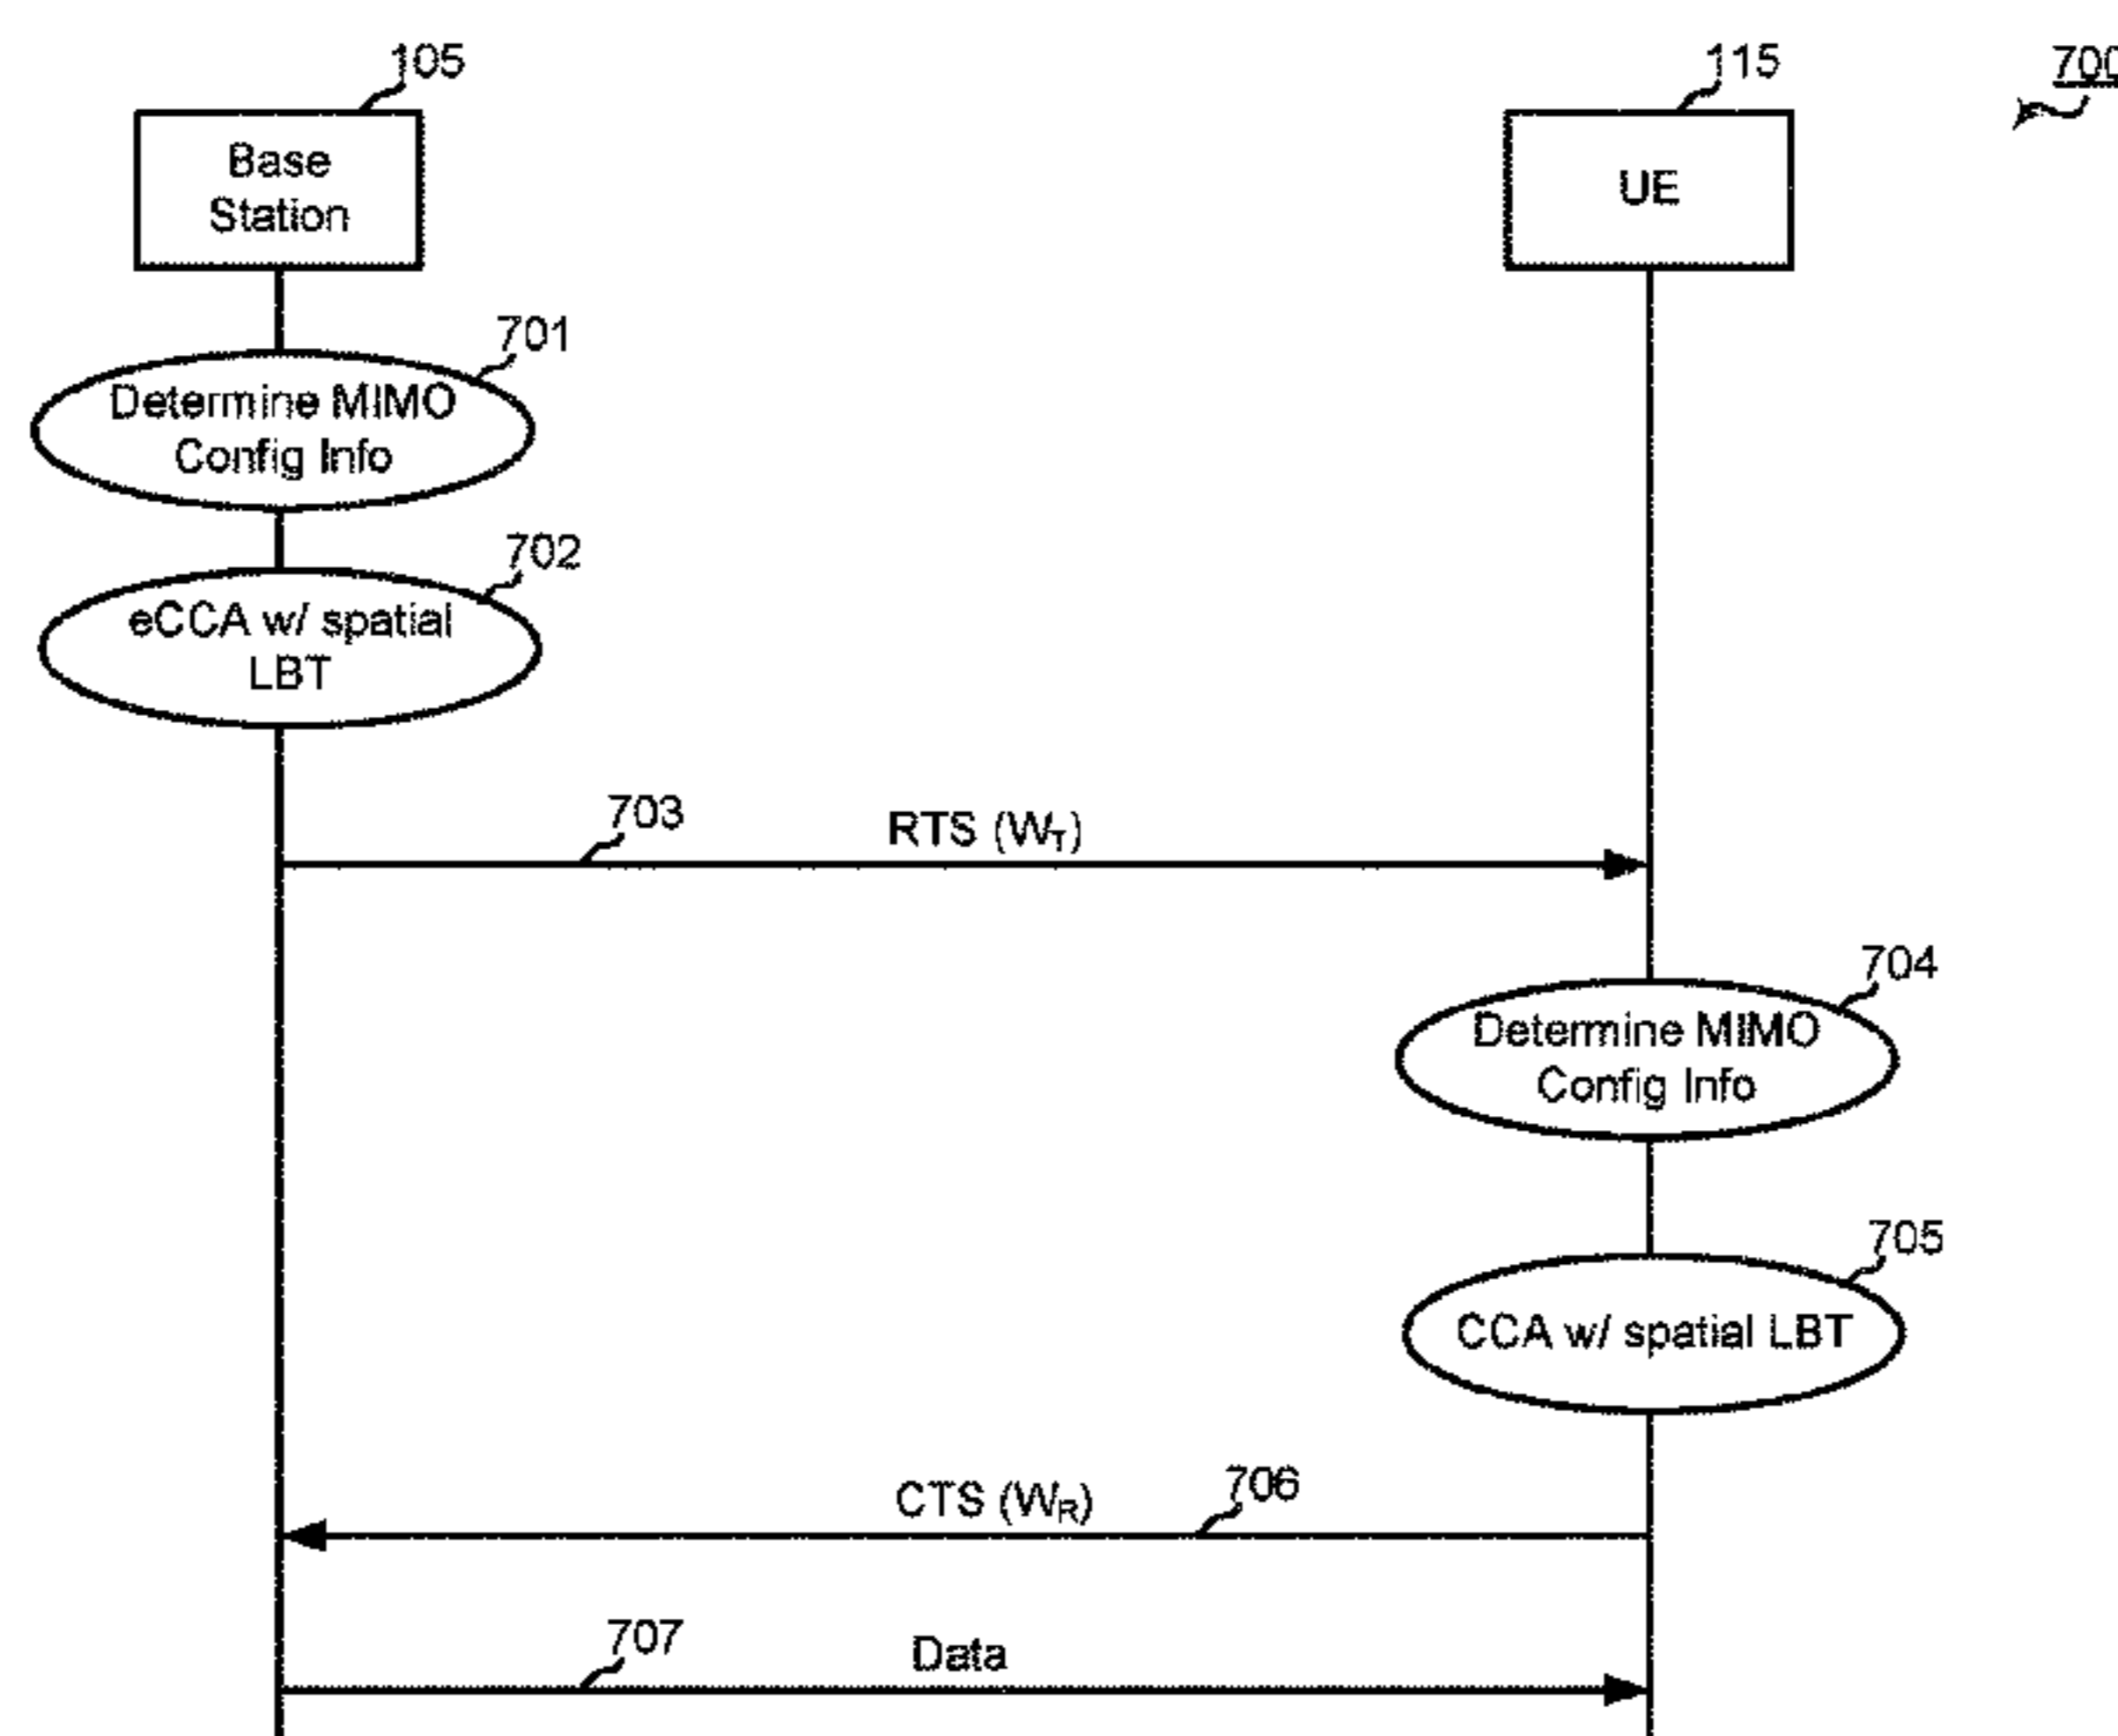 105
115
700
Base
Station
UE
701
Determine MIMO
Config Info
702
eCCA w/ spatial
LBT
703
RTS (W_T)
704
Determine MIMO
Config Info
705
CCA w/ spatial LBT
706
CTS (W_R)
707
Data